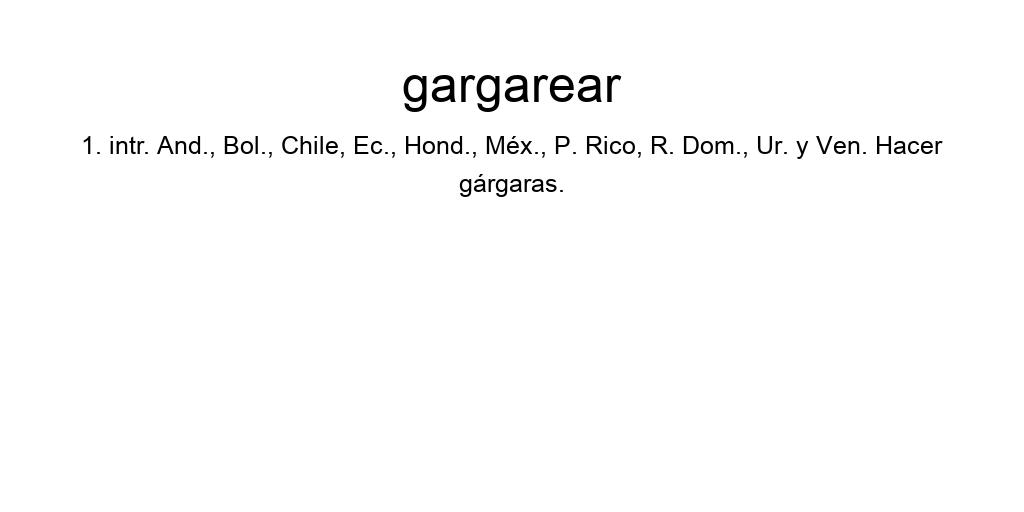 gargarear
1. intr. And., Bol., Chile, Ec., Hond., Méx., P. Rico, R. Dom., Ur. y Ven. Hacer
gárgaras.